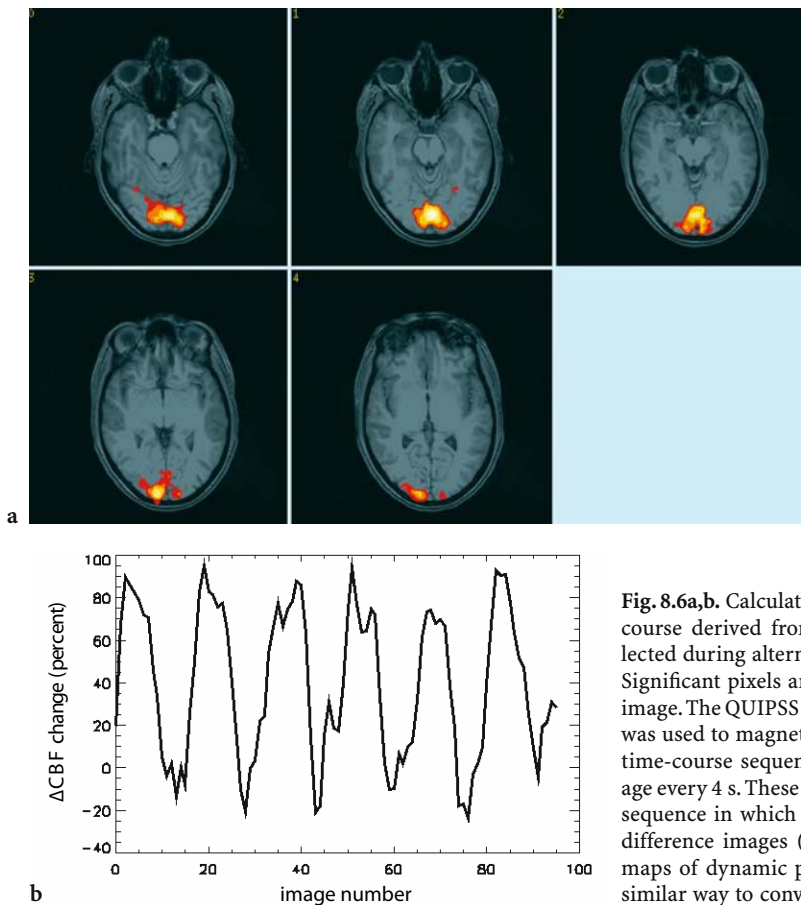 0
1
2
3
4
a
100
80
60
40
20
0
-20
-40
ΔCBF change (percent)
0
20
40
60
80
100
image number
b
Fig. 8.6a,b. Calculat
course derived from
lected during altern
Significant pixels ar
image. The QUIPSS
was used to magnet
time-course sequen
age every 4 s. These
sequence in which
difference images (
maps of dynamic p
similar way to conv